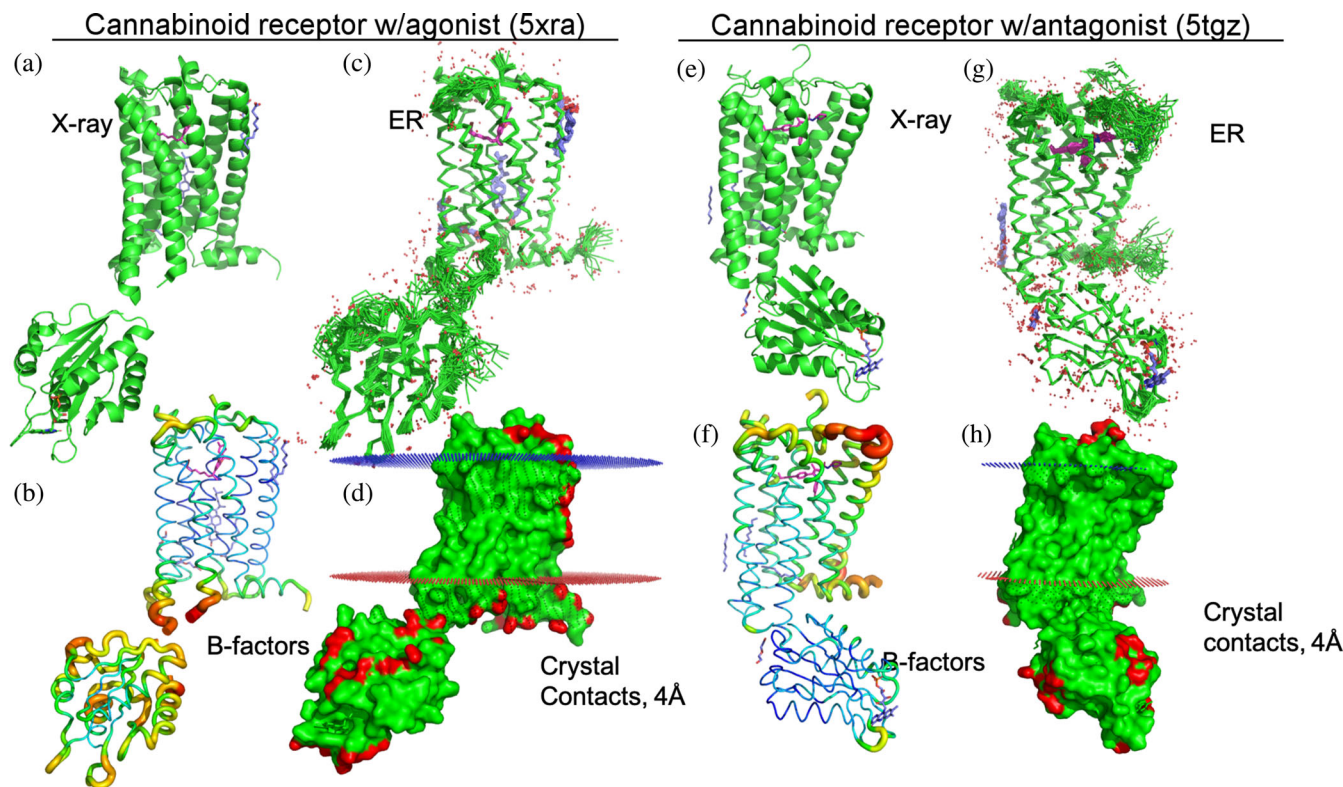 Cannabinoid receptor w/agonist (5xra)
(a)
X-ray
(c)
ER
(b)
B-factors
(d)
Crystal
Contacts, 4Å
Cannabinoid receptor w/antagonist (5tgz)
(e)
X-ray
(g)
ER
(f)
B-factors
(h)
Crystal
contacts, 4Å